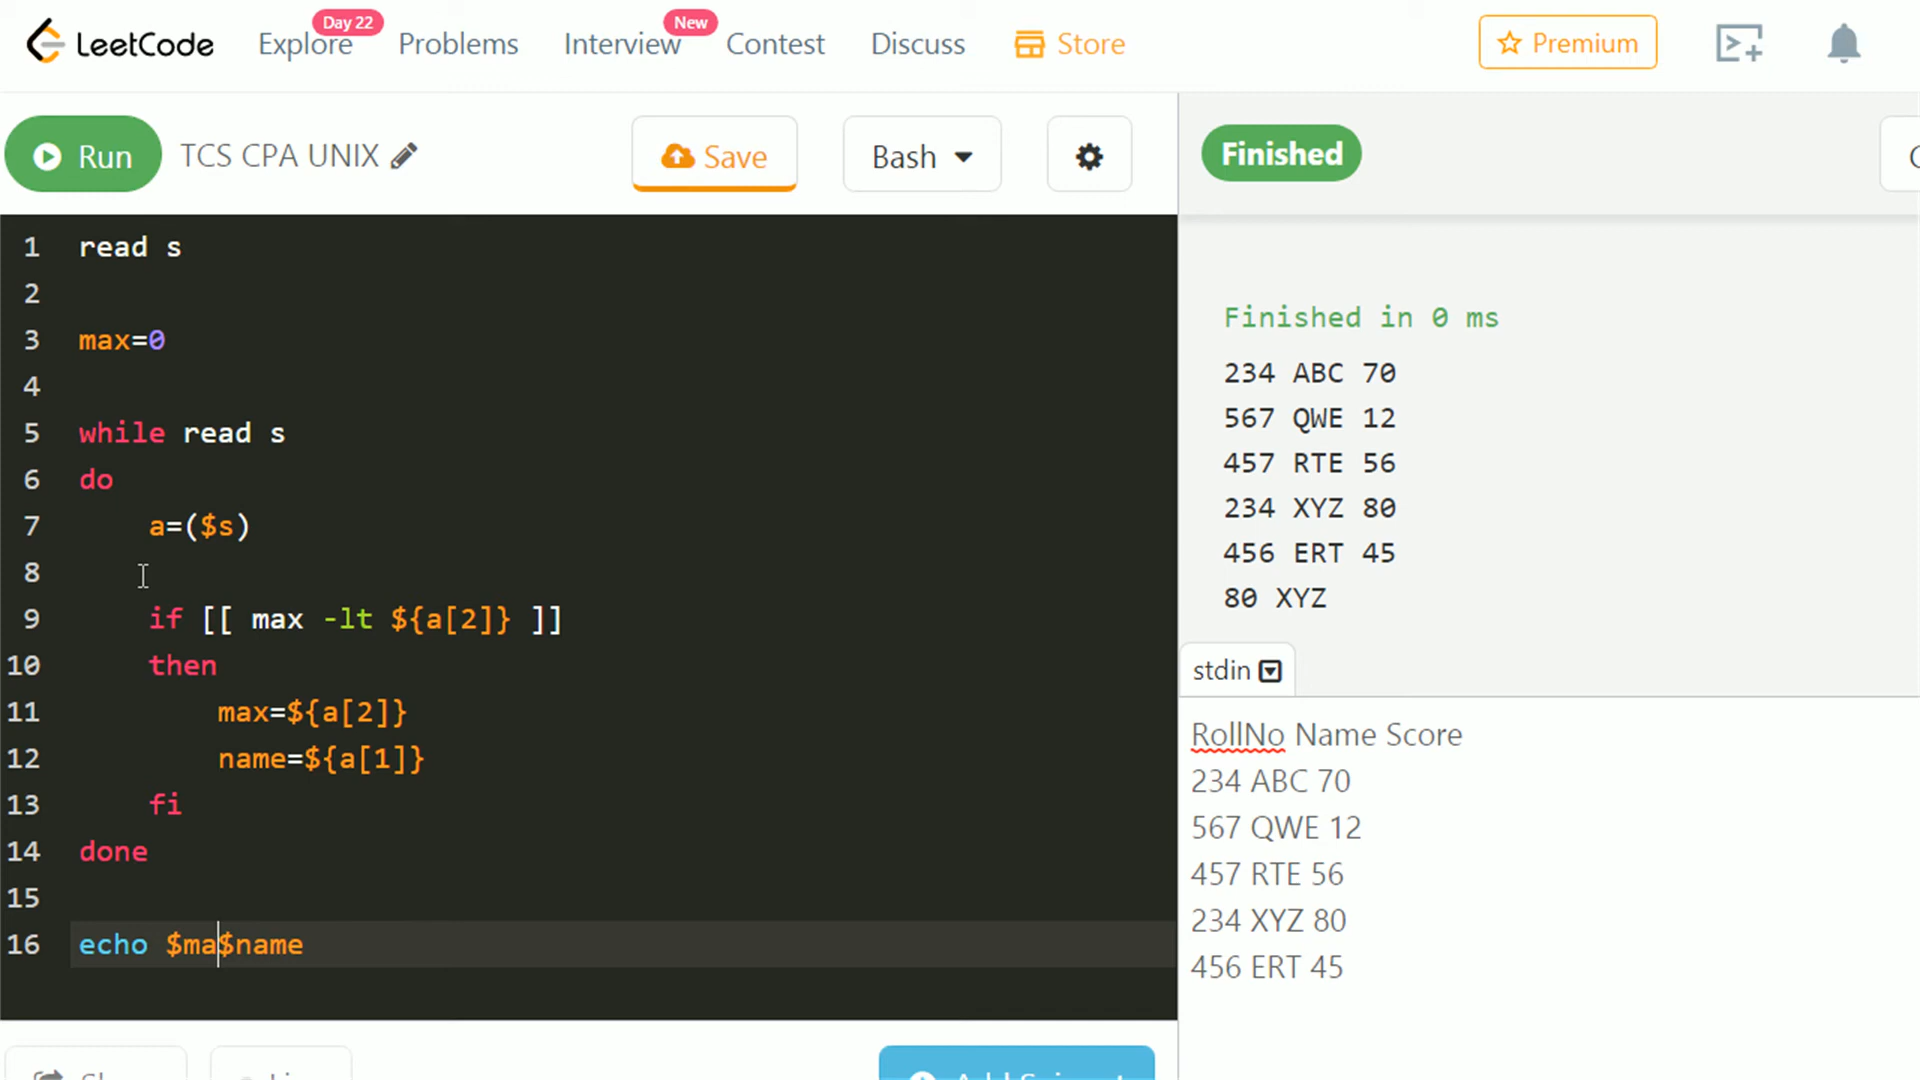 LeetCode
Explore
Day 22
Problems
Interview
New
Contest
Discuss
Store
Premium
Run
TCS CPA UNIX
Save
Bash
Finished
1 read s
2
3 max=0
4
5 while read s
6 do
7 a=($s)
8
9 if [[ max -lt ${a[2]} ]]
10 then
11 max=${a[2]}
12 name=${a[1]}
13 fi
14 done
15
16 echo $ma$name
Finished in 0 ms
234 ABC 70
567 QWE 12
457 RTE 56
234 XYZ 80
456 ERT 45
80 XYZ
stdin
RollNo Name Score
234 ABC 70
567 QWE 12
457 RTE 56
234 XYZ 80
456 ERT 45